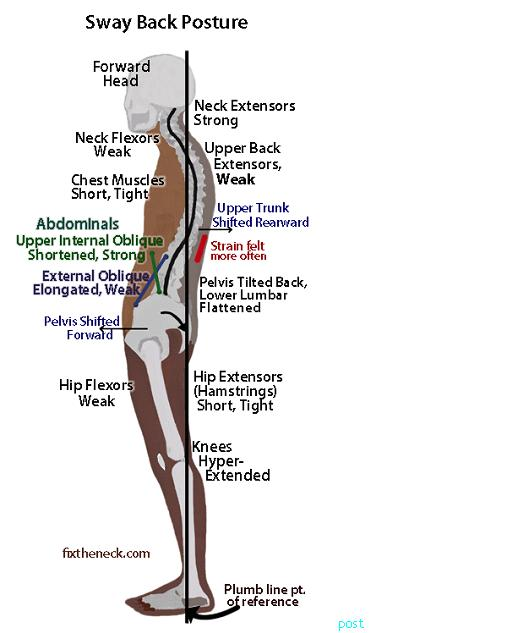 Sway Back Posture
Forward
Head
Neck Extensors
Strong
Neck Flexors
Weak
Upper Back
Extensors,
Weak
Chest Muscles
Short, Tight
Upper Trunk
Shifted Rearward
Abdominals
Upper Internal Oblique
Shortened, Strong
Strain felt
more often
External Oblique
Elongated, Weak
Pelvis Tilted Back,
Lower Lumbar
Flattened
Pelvis Shifted
Forward
Hip Flexors
Weak
Hip Extensors
(Hamstrings)
Short, Tight
Knees
Hyper-
Extended
fixtheneck.com
Plumb line pt.
of reference
post